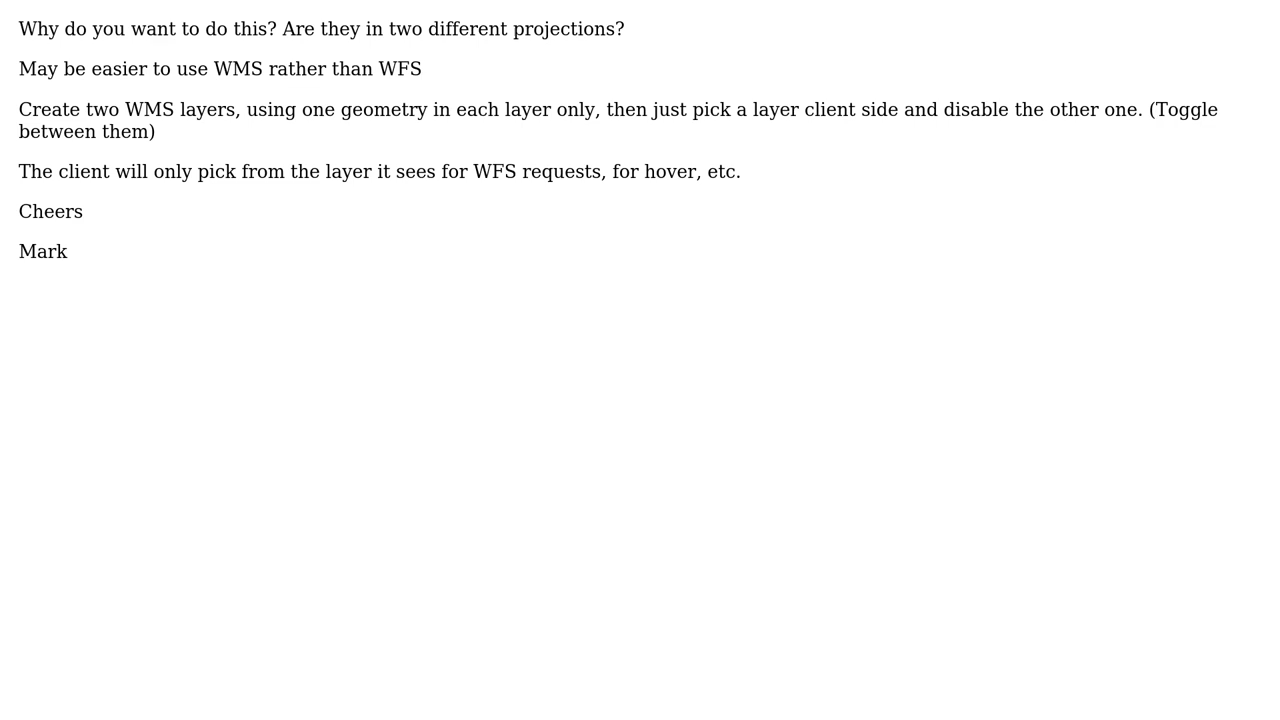 Why do you want to do this? Are they in two different projections?
May be easier to use WMS rather than WFS
Create two WMS layers, using one geometry in each layer only, then just pick a layer client side and disable the other one. (Toggle
between them)
The client will only pick from the layer it sees for WFS requests, for hover, etc.
Cheers
Mark